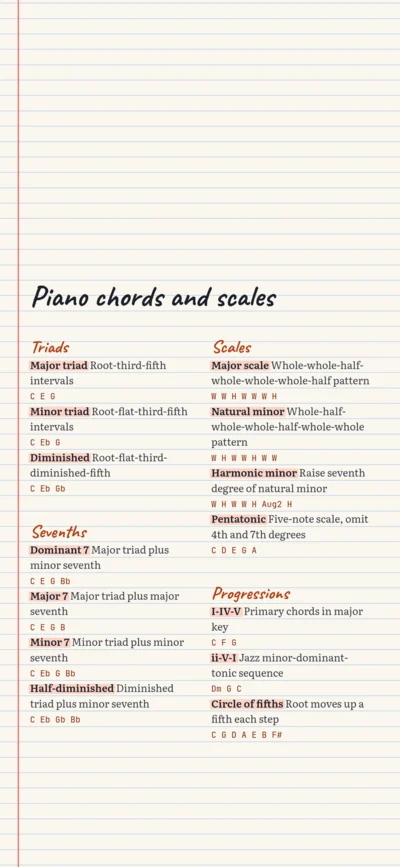 Piano chords and scales
Triads
Major triad Root-third-fifth
intervals
C E G
Minor triad Root-flat-third-fifth
intervals
C Eb G
Diminished Root-flat-third-
diminished-fifth
C Eb Gb
Sevenths
Dominant 7 Major triad plus
minor seventh
C E G Bb
Major 7 Major triad plus major
seventh
C E G B
Minor 7 Minor triad plus minor
seventh
C Eb G Bb
Half-diminished Diminished
triad plus minor seventh
C Eb Gb Bb
Scales
Major scale Whole-whole-half-
whole-whole-whole-half pattern
W W H W W W H
Natural minor Whole-half-
whole-whole-half-whole-whole
pattern
W H W W H W W
Harmonic minor Raise seventh
degree of natural minor
W H W W H Aug2 H
Pentatonic Five-note scale, omit
4th and 7th degrees
C D E G A
Progressions
I-IV-V Primary chords in major
key
C F G
ii-V-I Jazz minor-dominant-
tonic sequence
Dm G C
Circle of fifths Root moves up a
fifth each step
C G D A E B F#